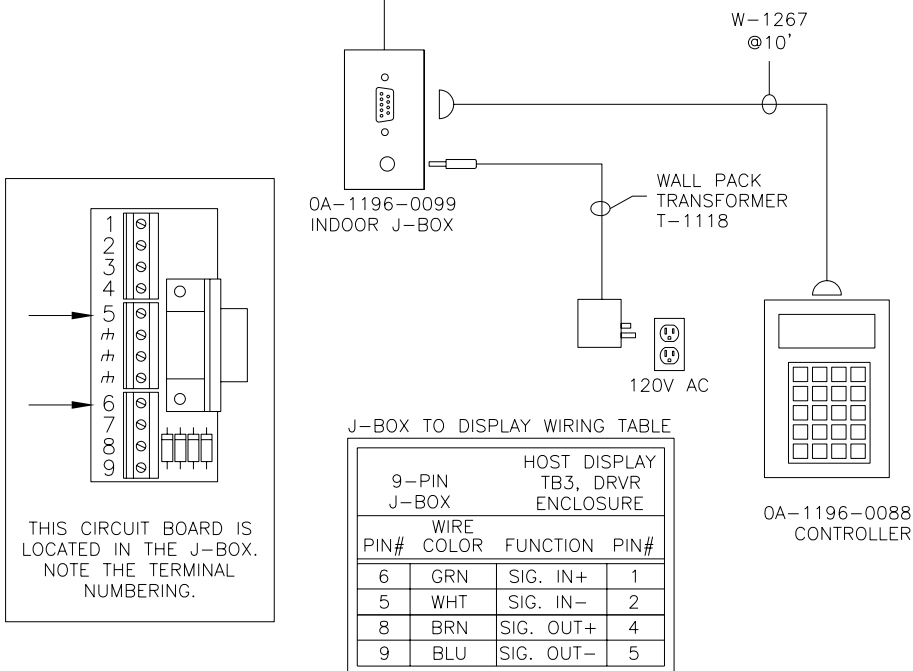 W-1267
@10'
0A-1196-0099
INDOOR J-BOX
WALL PACK
TRANSFORMER
T-1118
120V AC
0A-1196-0088
CONTROLLER
1
2
3
4
5
6
7
8
9
THIS CIRCUIT BOARD IS
LOCATED IN THE J-BOX.
NOTE THE TERMINAL
NUMBERING.
J-BOX TO DISPLAY WIRING TABLE
9-PIN
J-BOX
HOST DISPLAY
TB3, DRVR
ENCLOSURE
PIN# WIRE COLOR FUNCTION PIN#
6 GRN SIG. IN+ 1
5 WHT SIG. IN- 2
8 BRN SIG. OUT+ 4
9 BLU SIG. OUT- 5